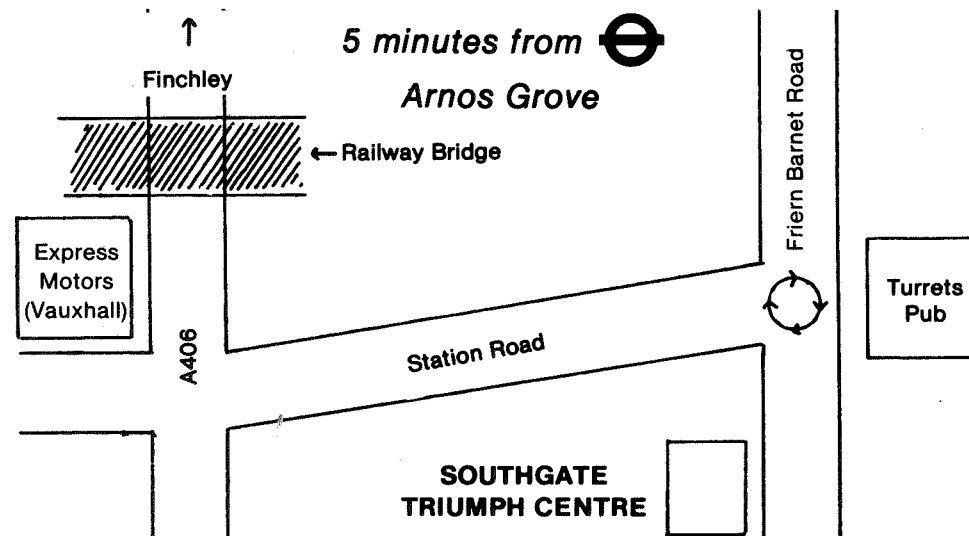 5 minutes from
Arnos Grove
Finchley
← Railway Bridge
Friern Barnet Road
Express
Motors
(Vauxhall)
Turrets
Pub
A406
Station Road
SOUTHGATE
TRIUMPH CENTRE